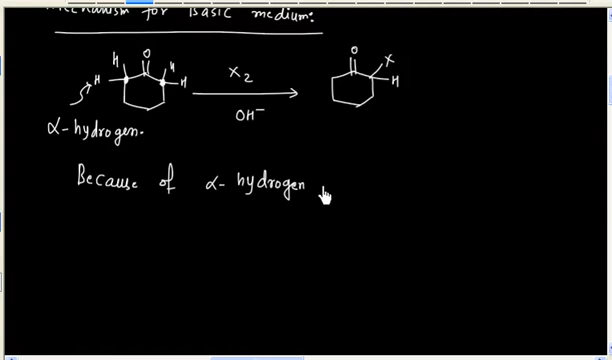 Mechanism for Basic medium:
O
H H
H H
X2
OH⁻
O
X
H
α-hydrogen.
Because of α-hydrogen